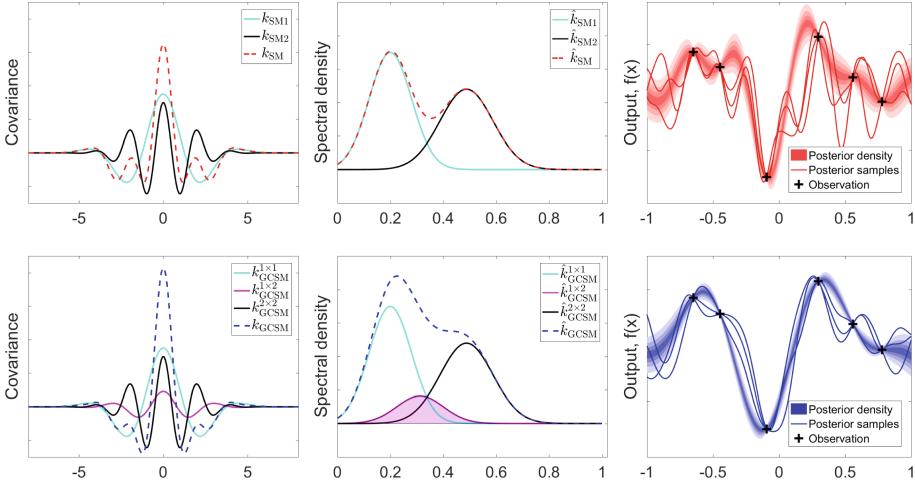 Covariance
k_SM1
k_SM2
k_SM
-5 0 5
Spectral density
k̂_SM1
k̂_SM2
k̂_SM
0 0.2 0.4 0.6 0.8 1
Output, f(x)
Posterior density
Posterior samples
Observation
-1 -0.5 0 0.5 1
Covariance
k_GCSM^1×1
k_GCSM^1×2
k_GCSM^2×2
k_GCSM
-5 0 5
Spectral density
k̂_GCSM^1×1
k̂_GCSM^1×2
k̂_GCSM^2×2
k̂_GCSM
0 0.2 0.4 0.6 0.8 1
Output, f(x)
Posterior density
Posterior samples
Observation
-1 -0.5 0 0.5 1